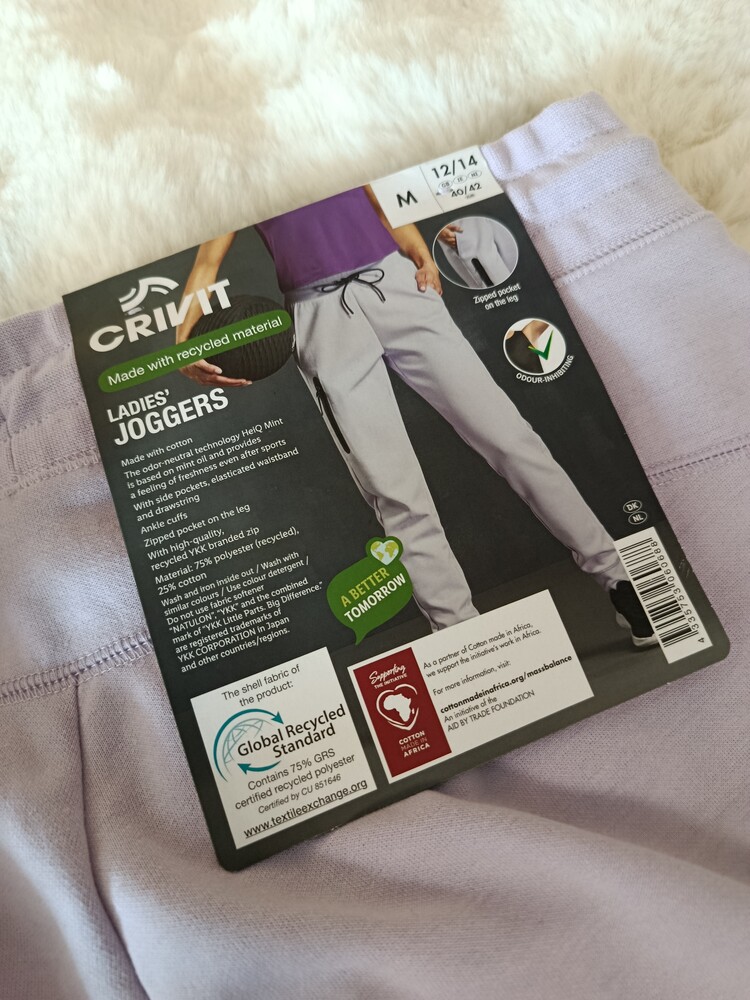 M
12/14
40/42
CRIVIT
Made with recycled material
LADIES'
JOGGERS
Made with cotton
The odor-neutral technology HeiQ Mint
is based on mint oil and provides
a feeling of freshness even after sports
With side pockets, elasticated waistband
and drawstring
Ankle cuffs
Zipped pocket on the leg
With high-quality,
recycled YKK branded zip
Material: 75% polyester (recycled),
25% cotton
Wash and iron inside out / Wash with
similar colours / Use colour detergent /
Do not use fabric softener
"NATULON", "YKK" and the combined
mark of "YKK Little Parts. Big Difference."
are registered trademarks of
YKK CORPORATION in Japan
and other countries/regions.
Zipped pocket
on the leg
ODOUR-INHIBITING
DK
NL
A BETTER
TOMORROW
The shell fabric of
the product:
Global Recycled
Standard
Contains 75% GRS
certified recycled polyester
Certified by CU 851646
www.textileexchange.org
Supporting
THE INITIATIVE
COTTON
MADE IN
AFRICA
As a partner of Cotton made in Africa,
we support the initiative's work in Africa.
For more information, visit:
cottonmadeinafrica.org/massbalance
An initiative of the
AID BY TRADE FOUNDATION